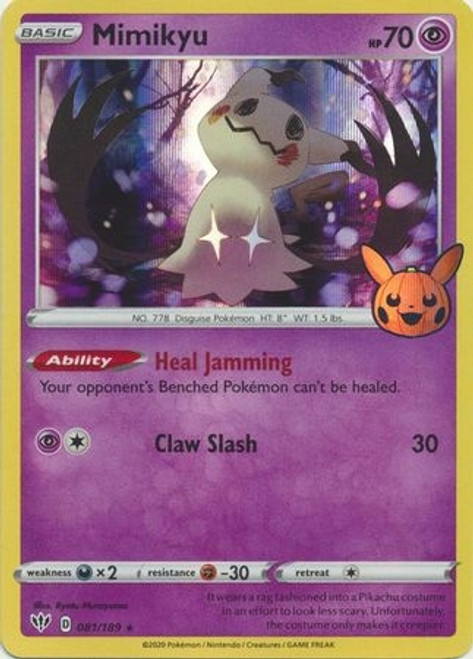 BASIC Mimikyu HP 70
NO. 778 Disguise Pokémon HT: 8" WT: 1.5 lbs.
Ability Heal Jamming
Your opponent's Benched Pokémon can't be healed.
Claw Slash 30
weakness ×2 resistance -30 retreat
Illus. Kyoko
It wears a rag fashioned into a Pikachu costume
in an effort to look less scary. Unfortunately,
the costume only makes it creepier.
D 081/189 ★
©2020 Pokémon / Nintendo / Creatures / GAME FREAK